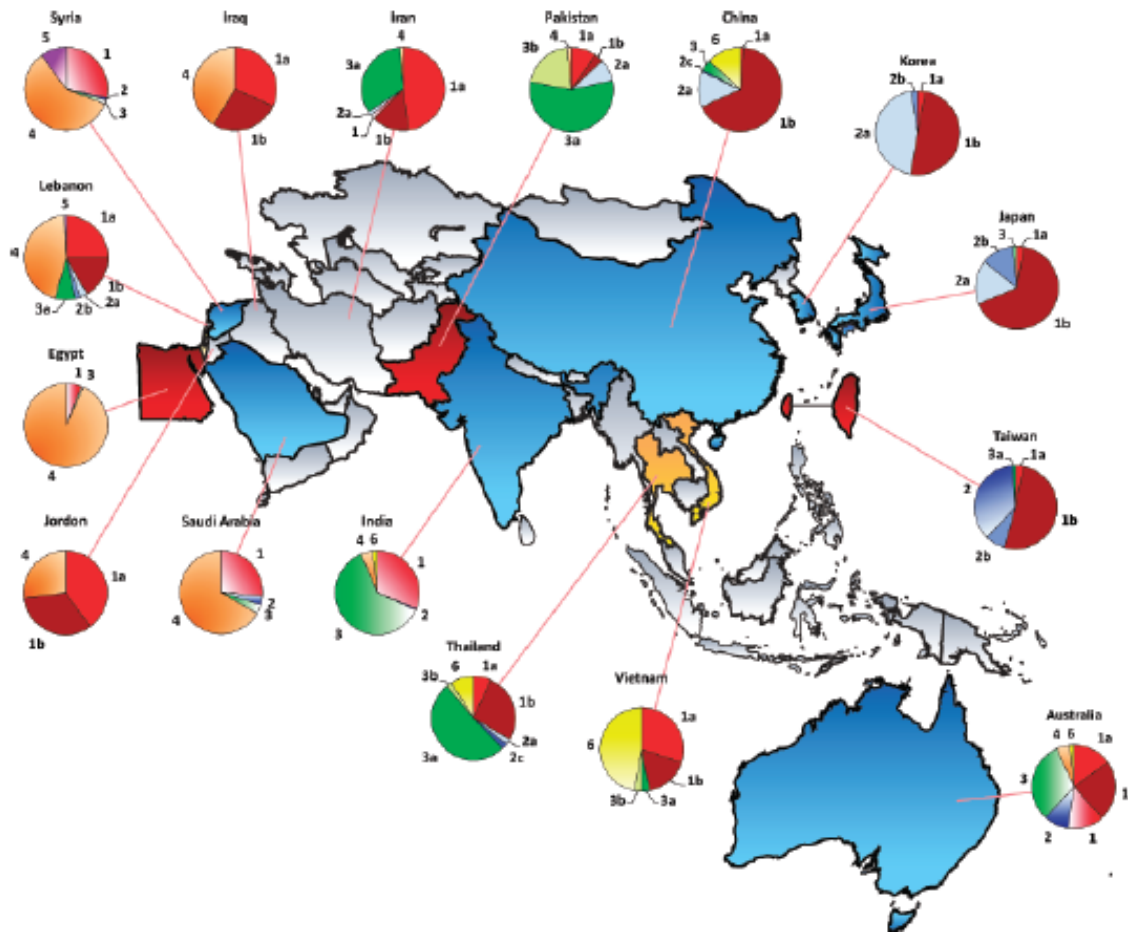 Syria
5
1
2
3
4
Iraq
4
1a
1b
Iran
4
3a
1a
2a
1
1b
Pakistan
4
1a
3b
1b
2a
3a
China
6
1a
3
2c
2a
1b
Korea
2b
1a
2a
1b
Lebanon
5
1a
4
1b
2a
2b
3e
Japan
3
1a
2b
2a
1b
Egypt
1
3
4
Taiwan
3a
1a
2
1b
2b
Jordon
4
1a
1b
Saudi Arabia
1
2
3
4
India
4
6
1
2
3
Thailand
6
1a
3b
1b
2a
2c
3a
Vietnam
1a
6
1b
3a
3b
Australia
4
6
1a
3
1
2
1